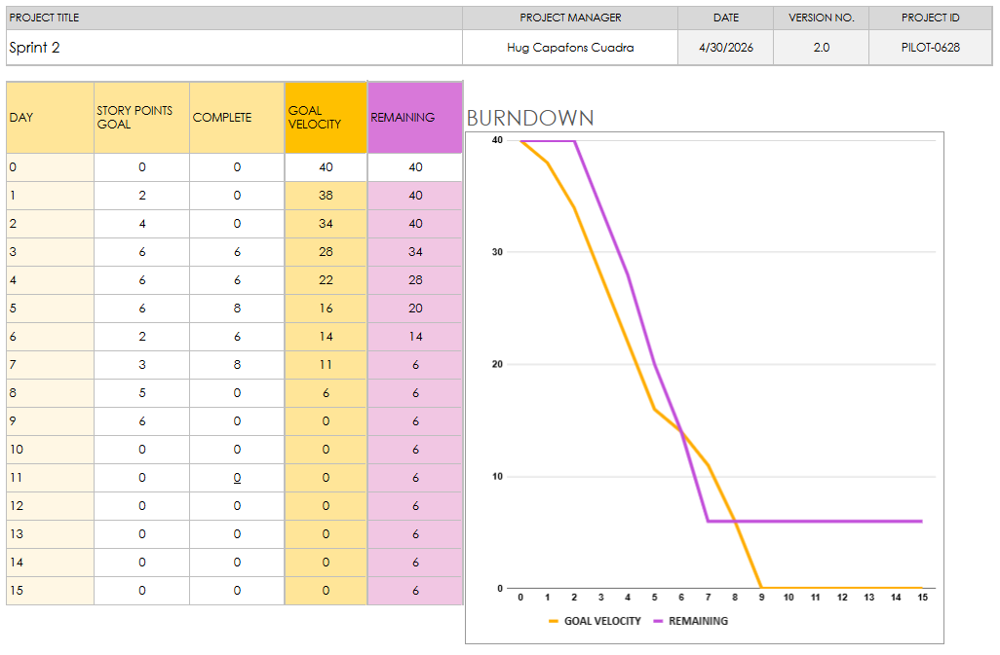 PROJECT TITLE PROJECT MANAGER DATE VERSION NO. PROJECT ID
Sprint 2 Hug Capafons Cuadra 4/30/2026 2.0 PILOT-0628
DAY STORY POINTS GOAL COMPLETE GOAL VELOCITY REMAINING
0 0 0 40 40
1 2 0 38 40
2 4 0 34 40
3 6 6 28 34
4 6 6 22 28
5 6 8 16 20
6 2 6 14 14
7 3 8 11 6
8 5 0 6 6
9 6 0 0 6
10 0 0 0 6
11 0 0 0 6
12 0 0 0 6
13 0 0 0 6
14 0 0 0 6
15 0 0 0 6
BURNDOWN
40
30
20
10
0
0 1 2 3 4 5 6 7 8 9 10 11 12 13 14 15
GOAL VELOCITY REMAINING